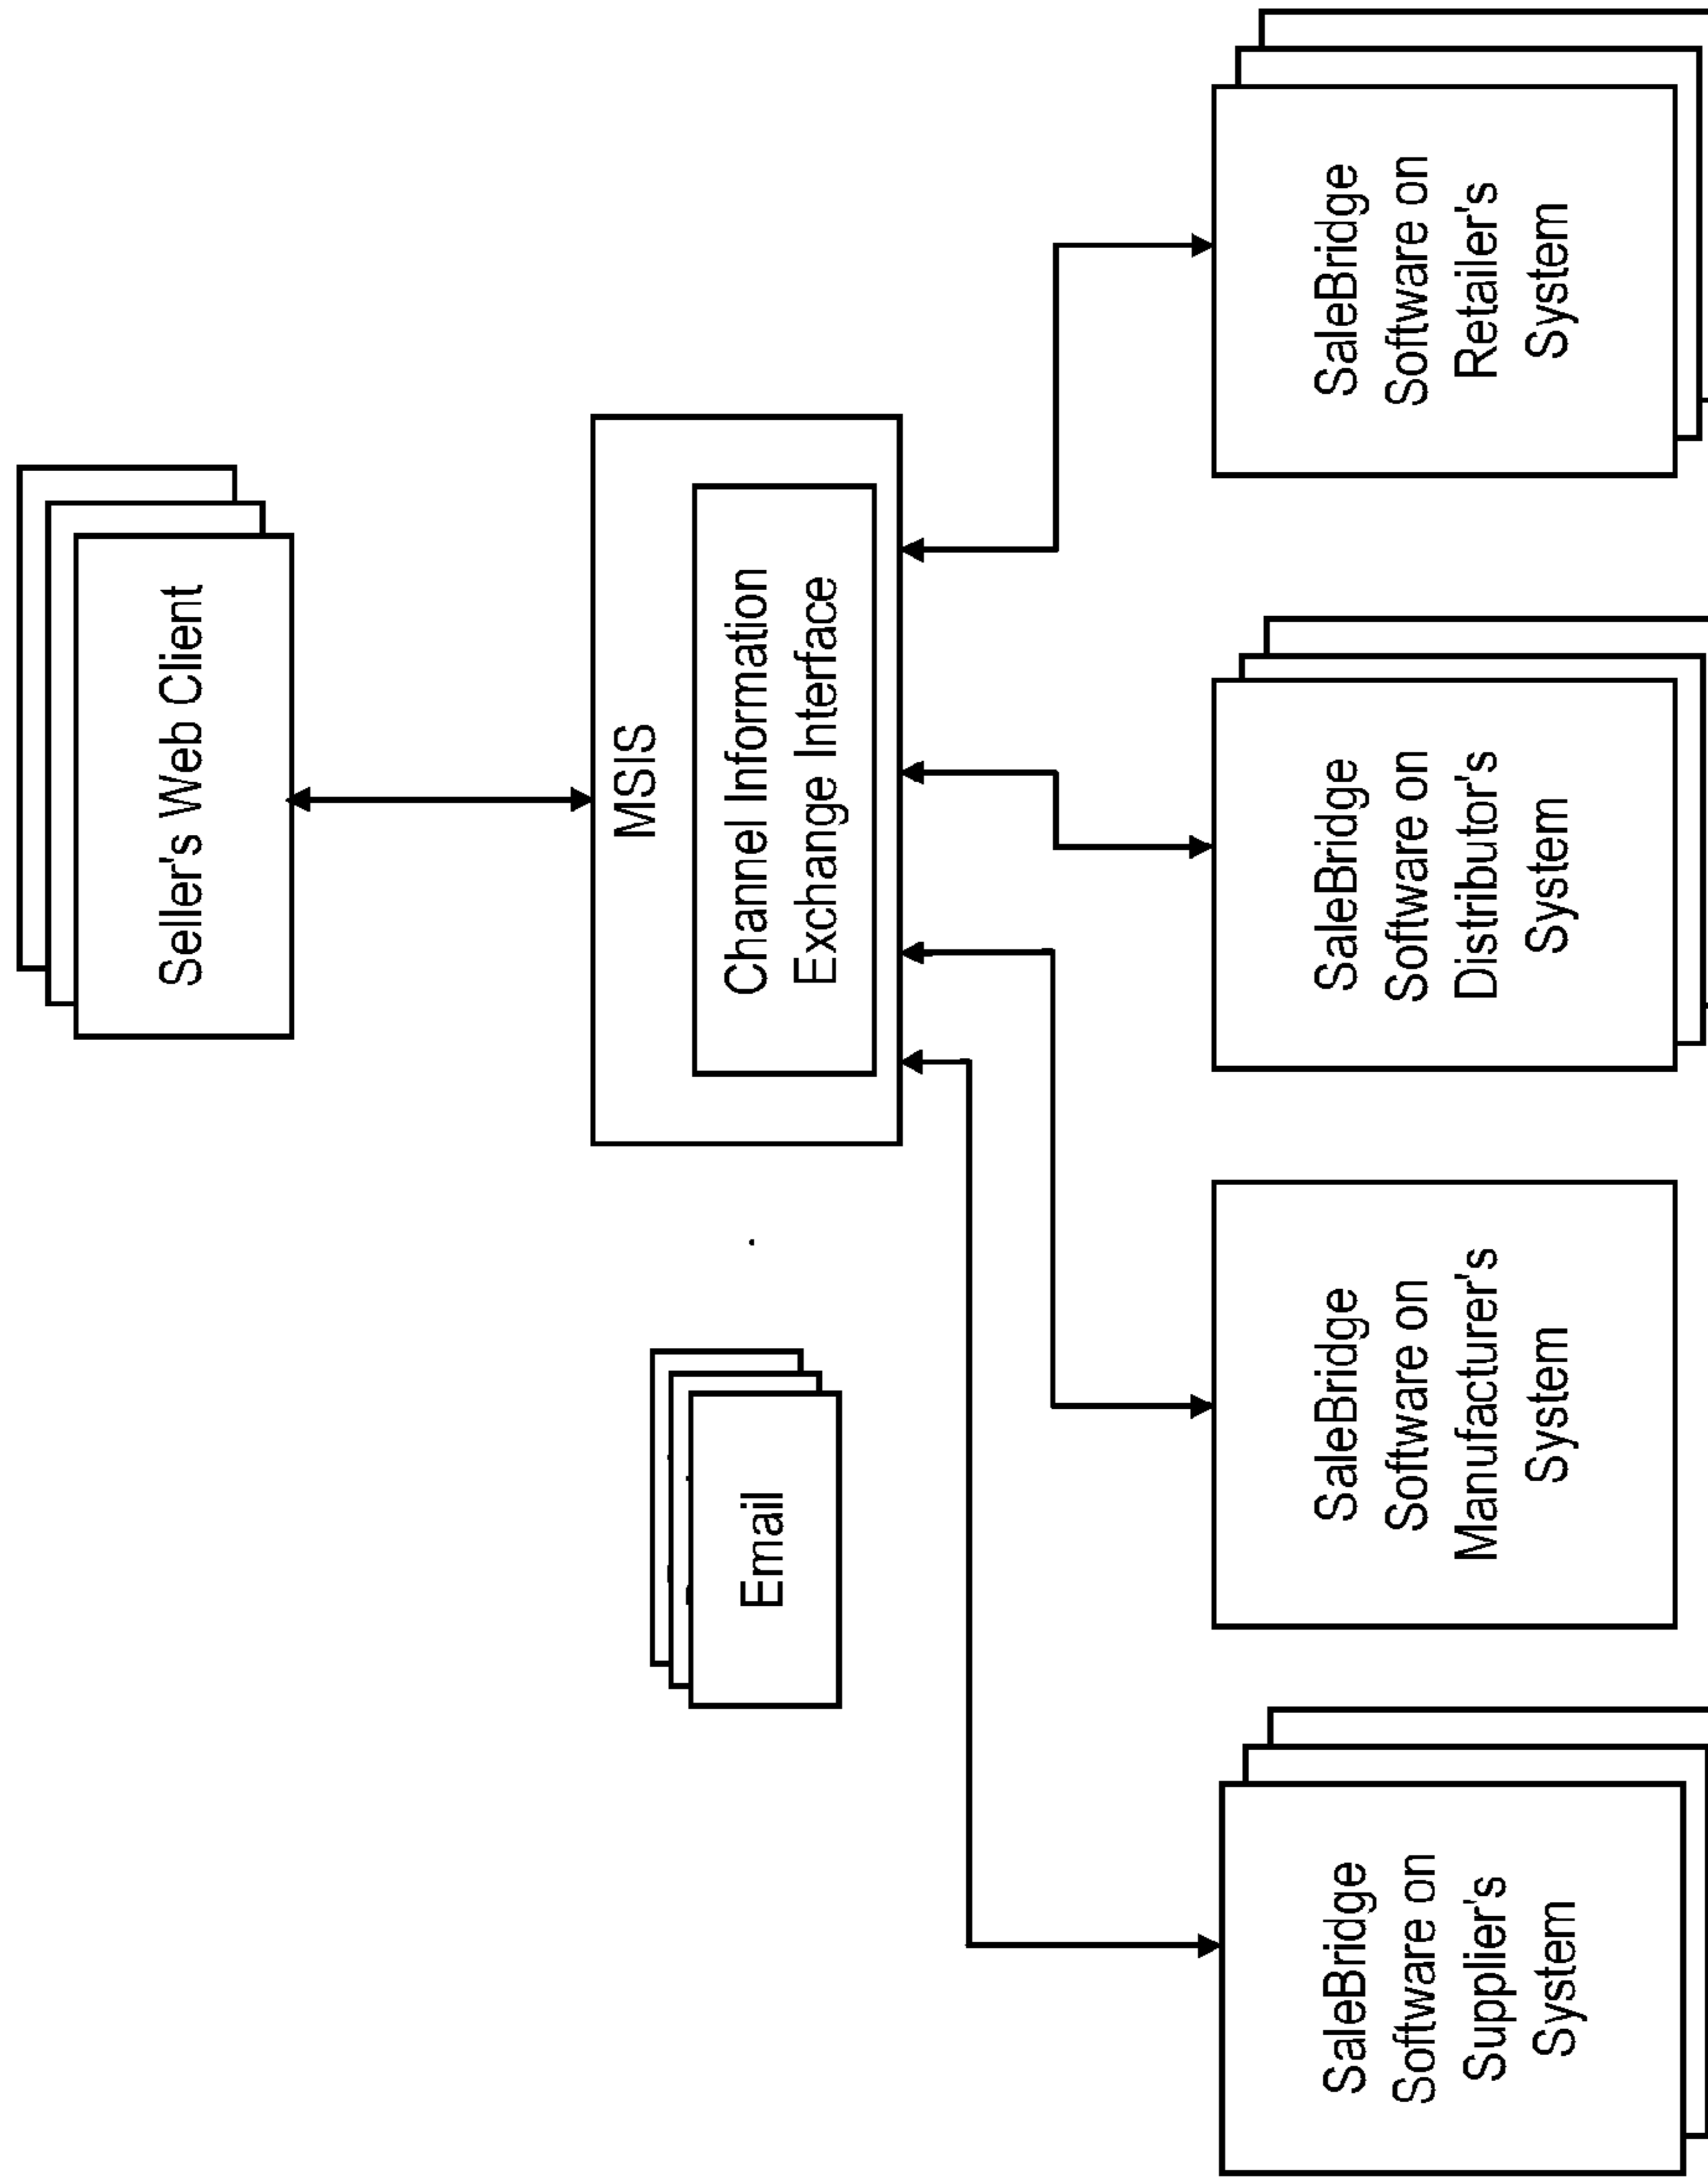 Seller's Web Client
MSIS
Channel Information
Exchange Interface
Email
SaleBridge
Software on
Supplier's
System
SaleBridge
Software on
Manufacturer's
System
SaleBridge
Software on
Distributor's
System
SaleBridge
Software on
Retailer's
System